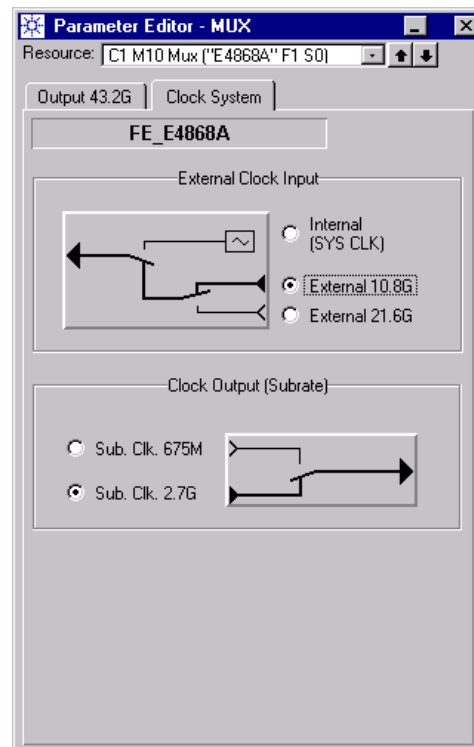 Parameter Editor - MUX
Resource: C1 M10 Mux ("E4868A" F1 S0)
Output 43.2G Clock System
FE_E4868A
External Clock Input
Internal
(SYS CLK)
External 10.8G
External 21.6G
Clock Output (Subrate)
Sub. Clk. 675M
Sub. Clk. 2.7G